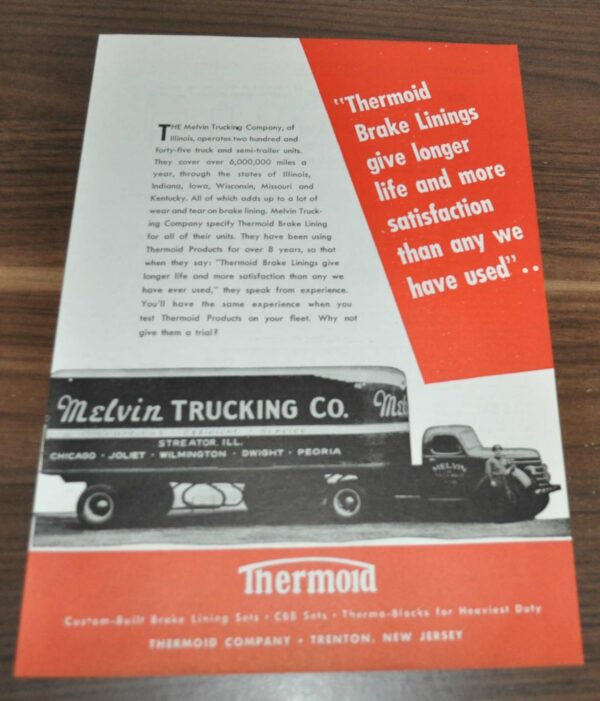 THE Melvin Trucking Company, of
Illinois, operates two hundred and
forty-five truck and semi-trailer units.
They cover over 6,000,000 miles a
year, through the states of Illinois,
Indiana, Iowa, Wisconsin, Missouri and
Kentucky. All of which adds up to a lot of
wear and tear on brake lining. Melvin Truck-
ing Company specify Thermoid Brake Lining
for all of their units. They have been using
Thermoid Products for over 8 years, so that
when they say: "Thermoid Brake Linings give
longer life and more satisfaction than any we
have ever used," they speak from experience.
You'll have the same experience when you
test Thermoid Products on your fleet. Why not
give them a trial?
"Thermoid
Brake Linings
give longer
life and more
satisfaction
than any we
have used" ..
Melvin TRUCKING CO.
Mel
EFFICIENT SERVICE
STREATOR, ILL.
CHICAGO · JOLIET · WILMINGTON · DWIGHT · PEORIA
MELVIN
Thermoid
Custom-Built Brake Lining Sets · CBB Sets · Thermo-Blocks for Heaviest Duty
THERMOID COMPANY · TRENTON, NEW JERSEY